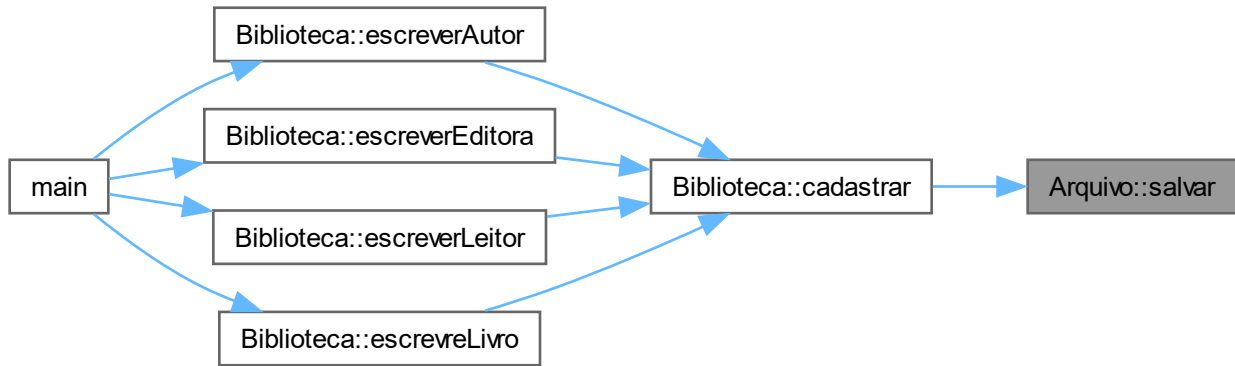 main
Biblioteca::escreverAutor
Biblioteca::escreverEditora
Biblioteca::escreverLeitor
Biblioteca::escrevreLivro
Biblioteca::cadastrar
Arquivo::salvar